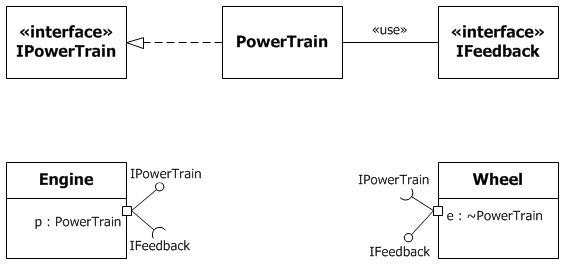 «interface»
IPowerTrain
PowerTrain
«use»
«interface»
IFeedback
Engine
p : PowerTrain
IPowerTrain
IFeedback
IPowerTrain
IFeedback
Wheel
e : ~PowerTrain